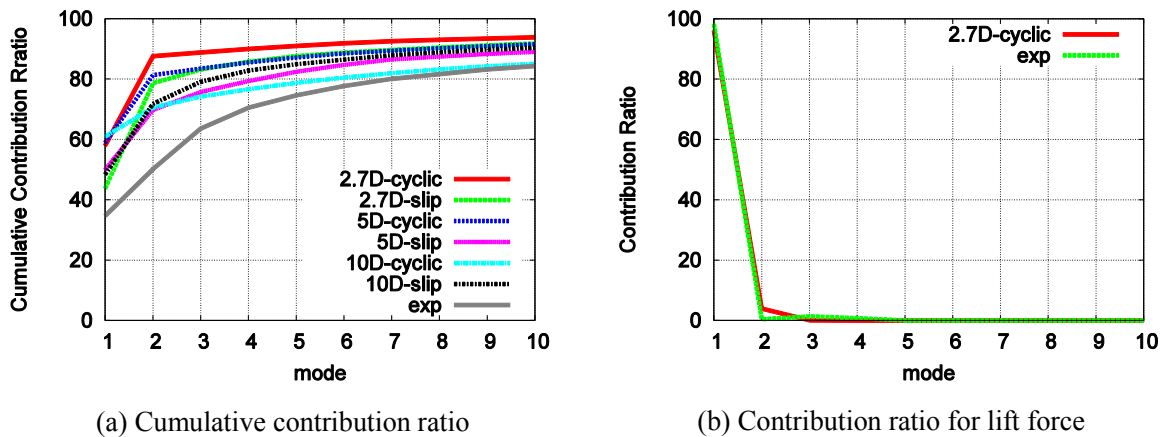 100
80
60
40
20
0
Cumulative Contribution Rratio
2.7D-cyclic
2.7D-slip
5D-cyclic
5D-slip
10D-cyclic
10D-slip
exp
1 2 3 4 5 6 7 8 9 10
mode
(a) Cumulative contribution ratio
100
80
60
40
20
0
Contribution Ratio
2.7D-cyclic
exp
1 2 3 4 5 6 7 8 9 10
mode
(b) Contribution ratio for lift force